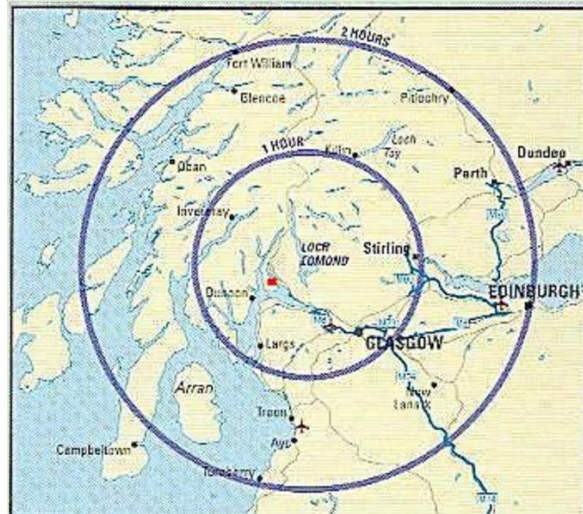 2 HOURS
Fort William
Glencoe
Pitlochry
1 HOUR
Killin
Loch
Tay
Dundee
Oban
Perth
Inveraray
LOCH
LOMOND
Stirling
Dunoon
EDINBURGH
GLASGOW
Largs
New
Lanark
Arran
Troon
Ayr
Campbeltown
Turnberry